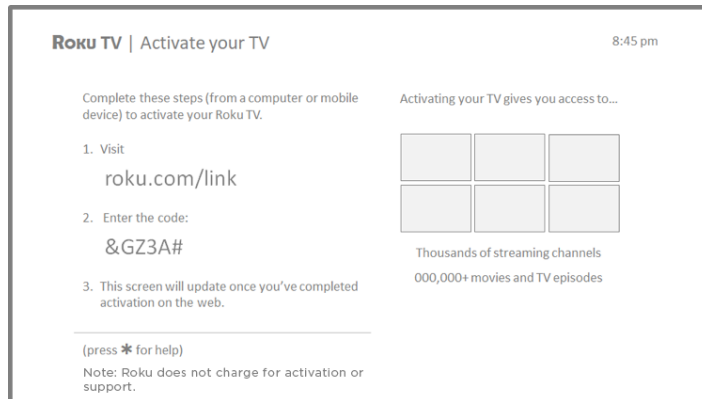 ROKU TV | Activate your TV
8:45 pm
Complete these steps (from a computer or mobile
device) to activate your Roku TV.
1. Visit
roku.com/link
2. Enter the code:
&GZ3A#
3. This screen will update once you’ve completed
activation on the web.
(press ✱ for help)
Note: Roku does not charge for activation or
support.
Activating your TV gives you access to...
Thousands of streaming channels
000,000+ movies and TV episodes